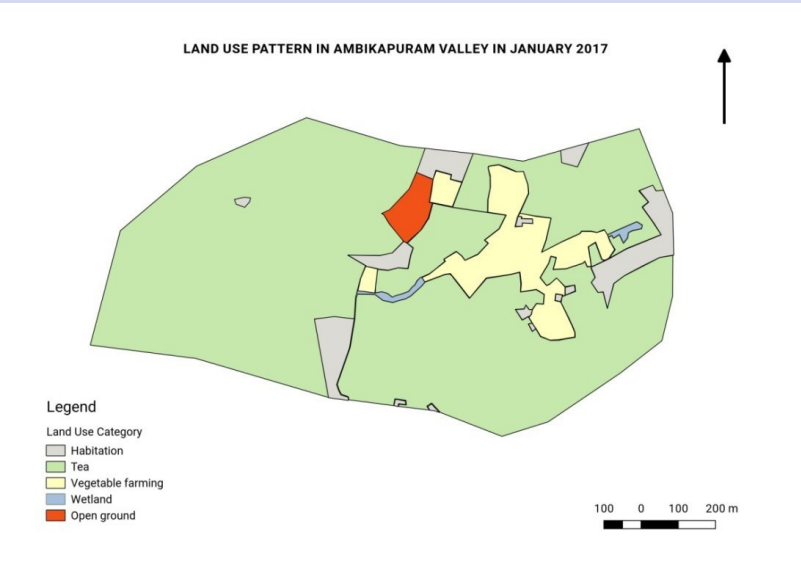 LAND USE PATTERN IN AMBIKAPURAM VALLEY IN JANUARY 2017
Legend
Land Use Category
Habitation
Tea
Vegetable farming
Wetland
Open ground
100 0 100 200 m